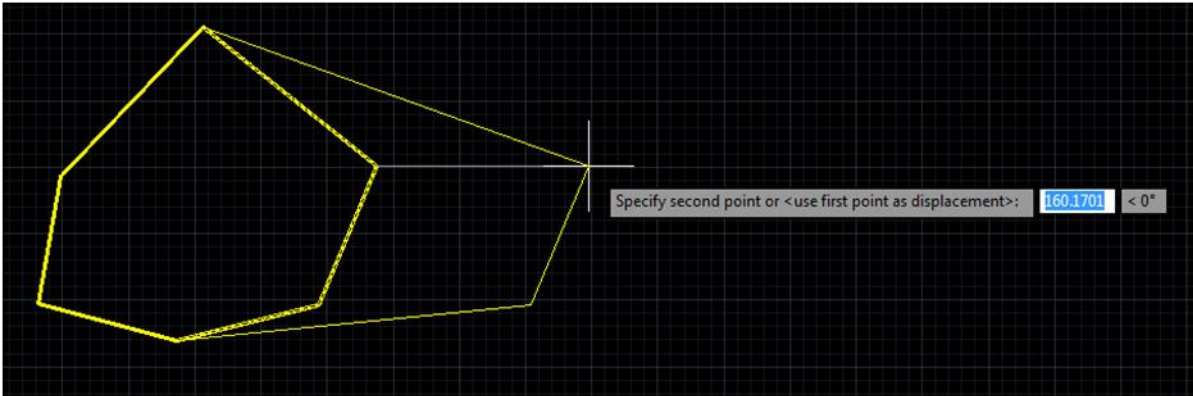 Specify second point or <use first point as displacement>: 160.1701 < 0°